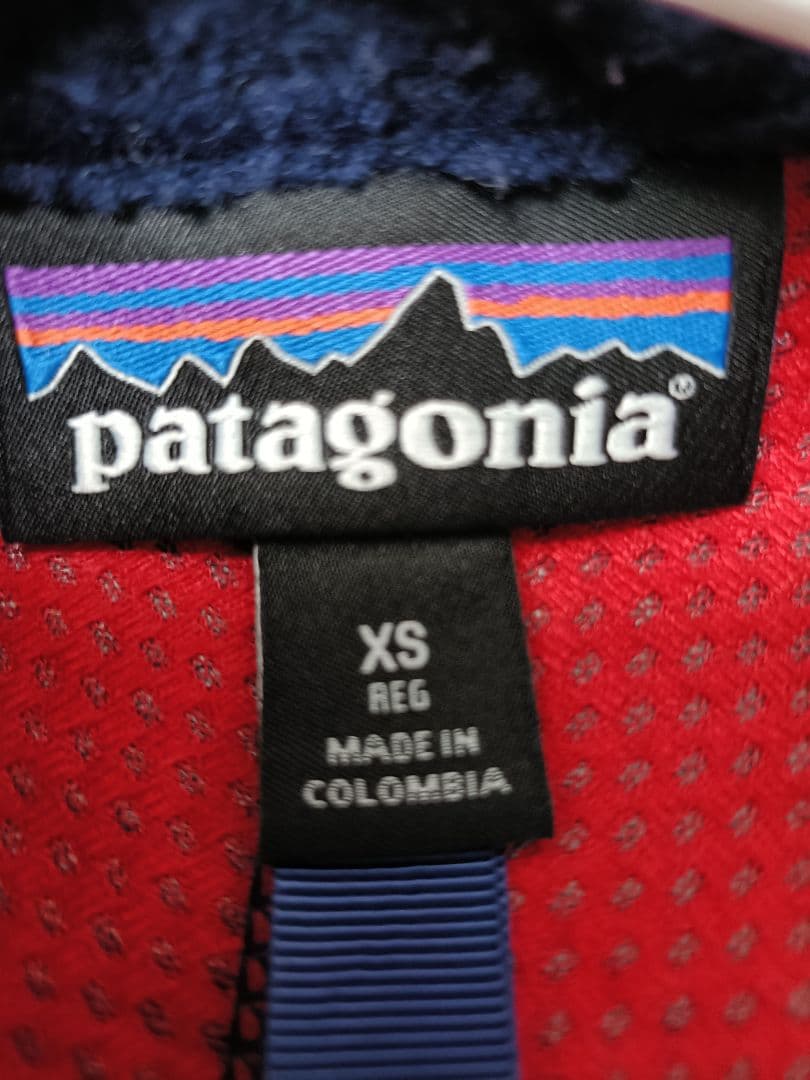 patagonia®
XS
REG
MADE IN
COLOMBIA